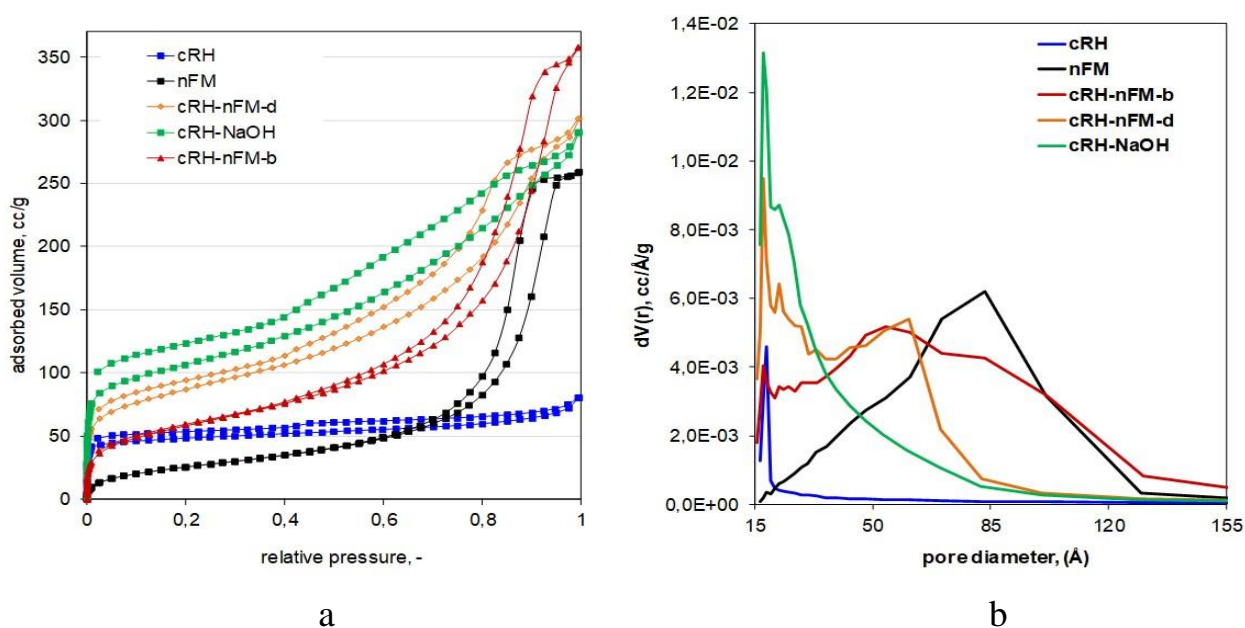 350
300
250
200
150
100
50
0
adsorbed volume, cc/g
cRH
nFM
cRH-nFM-d
cRH-NaOH
cRH-nFM-b
0
0,2
0,4
0,6
0,8
1
relative pressure, -
a
1,4E-02
1,2E-02
1,0E-02
8,0E-03
6,0E-03
4,0E-03
2,0E-03
0,0E+00
dV(r), cc/Å/g
cRH
nFM
cRH-nFM-b
cRH-nFM-d
cRH-NaOH
15
50
85
120
155
pore diameter, (Å)
b